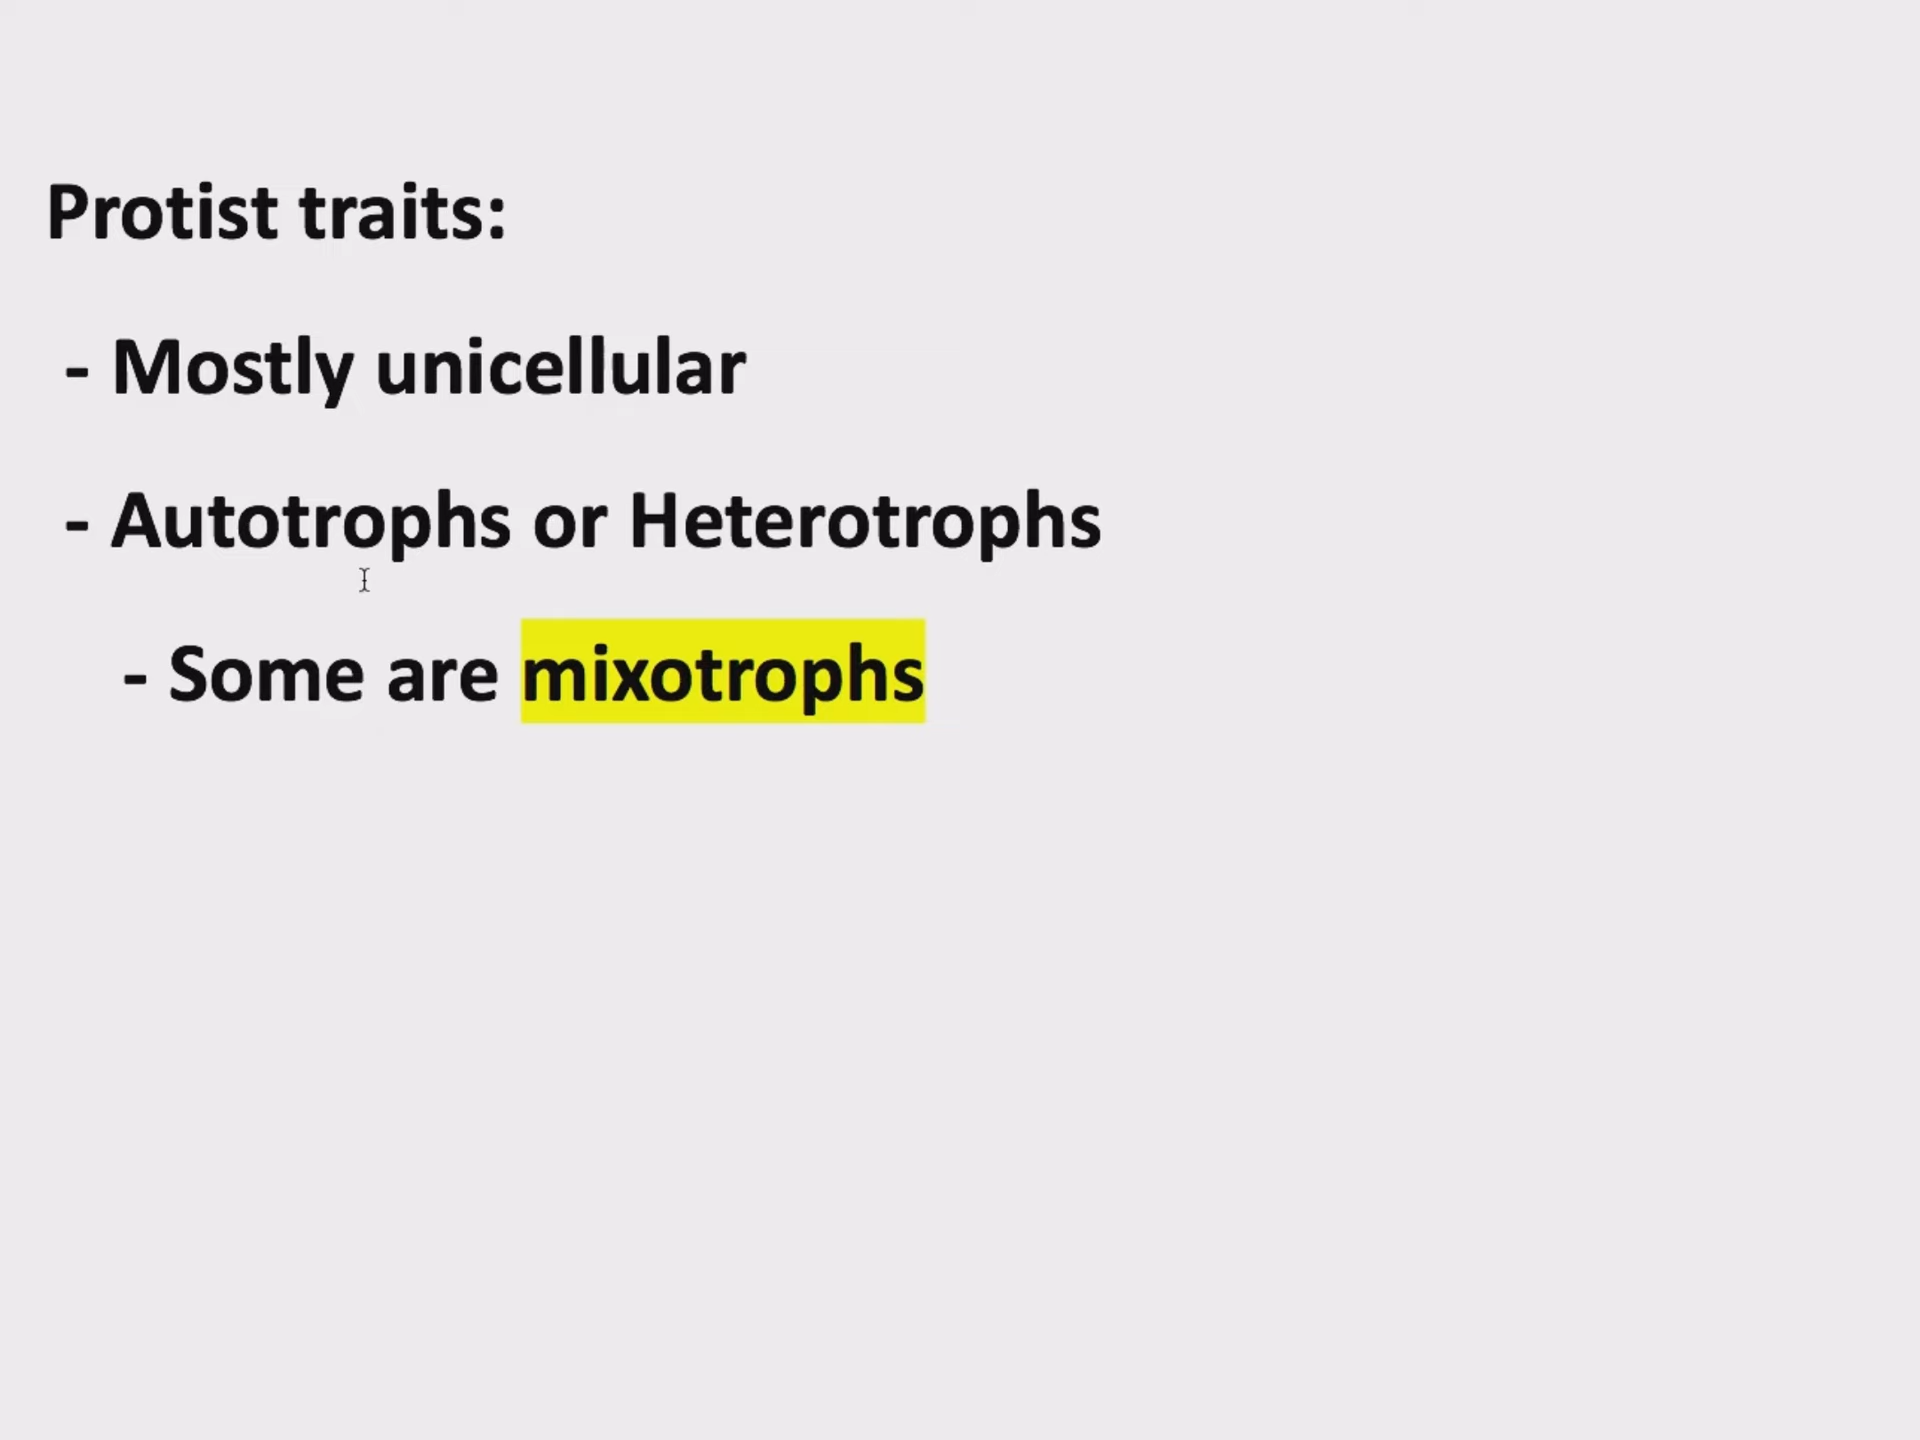 Protist traits:
- Mostly unicellular
- Autotrophs or Heterotrophs
- Some are mixotrophs